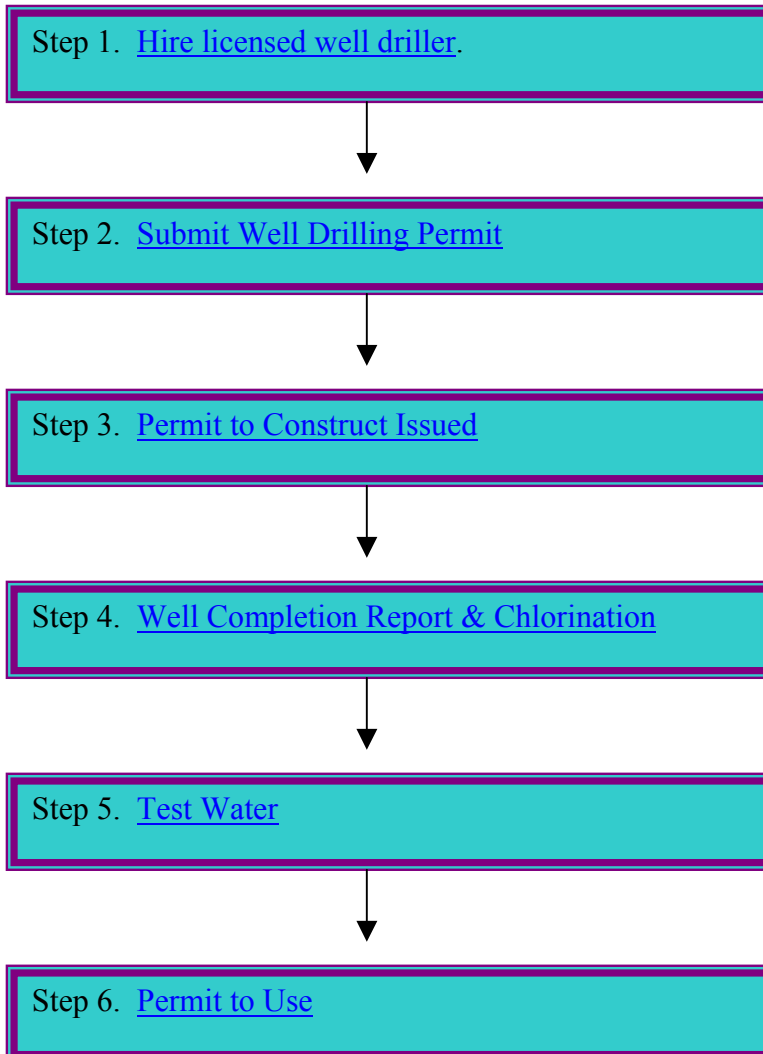 Step 1. Hire licensed well driller.
Step 2. Submit Well Drilling Permit
Step 3. Permit to Construct Issued
Step 4. Well Completion Report & Chlorination
Step 5. Test Water
Step 6. Permit to Use